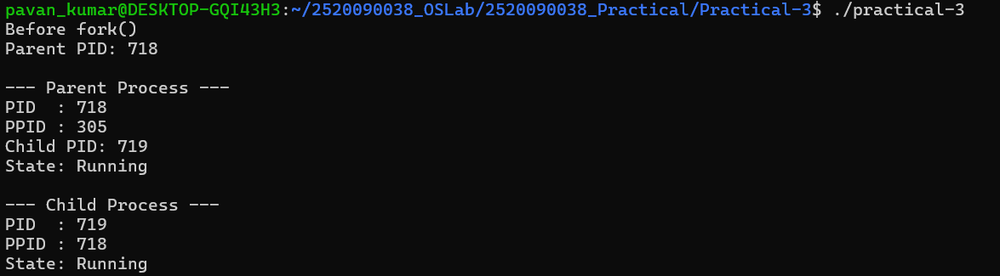 pavan_kumar@DESKTOP-GQI43H3:~/2520090038_OSLab/2520090038_Practical/Practical-3$ ./practical-3
Before fork()
Parent PID: 718

--- Parent Process ---
PID  : 718
PPID : 305
Child PID: 719
State: Running

--- Child Process ---
PID  : 719
PPID : 718
State: Running